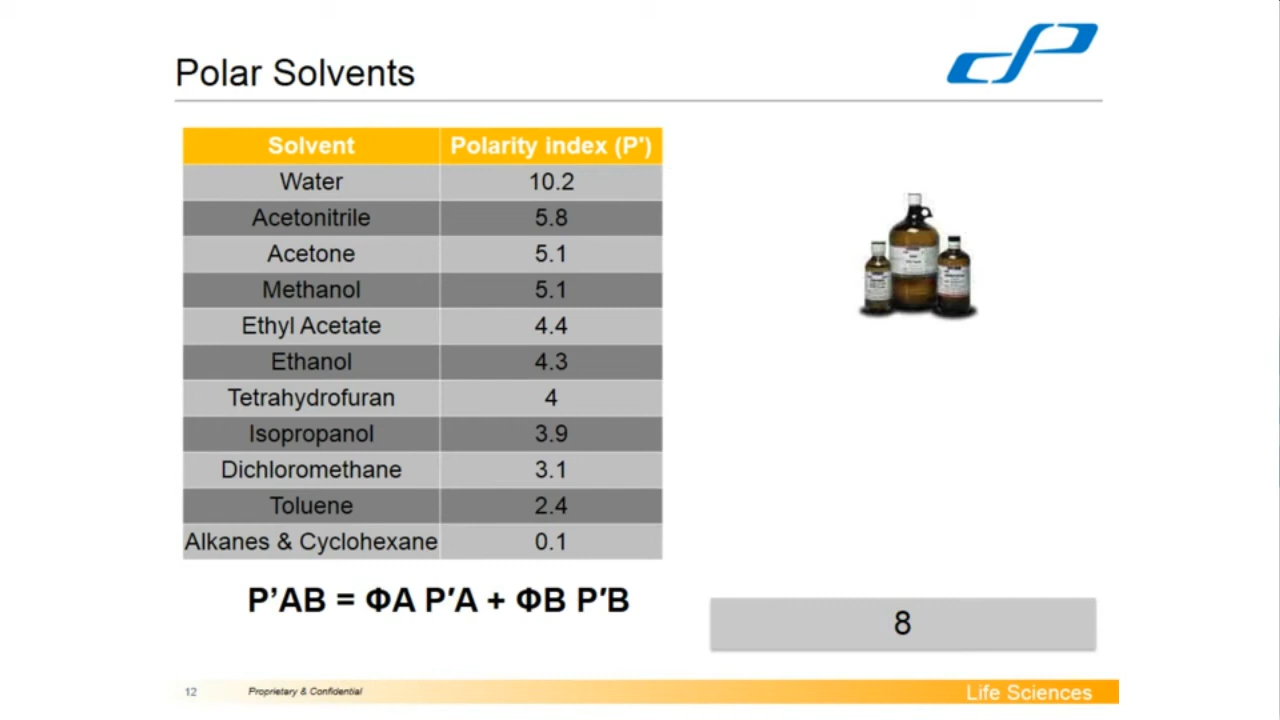 Polar Solvents
Solvent Polarity index (P')
Water 10.2
Acetonitrile 5.8
Acetone 5.1
Methanol 5.1
Ethyl Acetate 4.4
Ethanol 4.3
Tetrahydrofuran 4
Isopropanol 3.9
Dichloromethane 3.1
Toluene 2.4
Alkanes & Cyclohexane 0.1
P’AB = ΦA P′A + ΦB P′B
8
12 Proprietary & Confidential Life Sciences